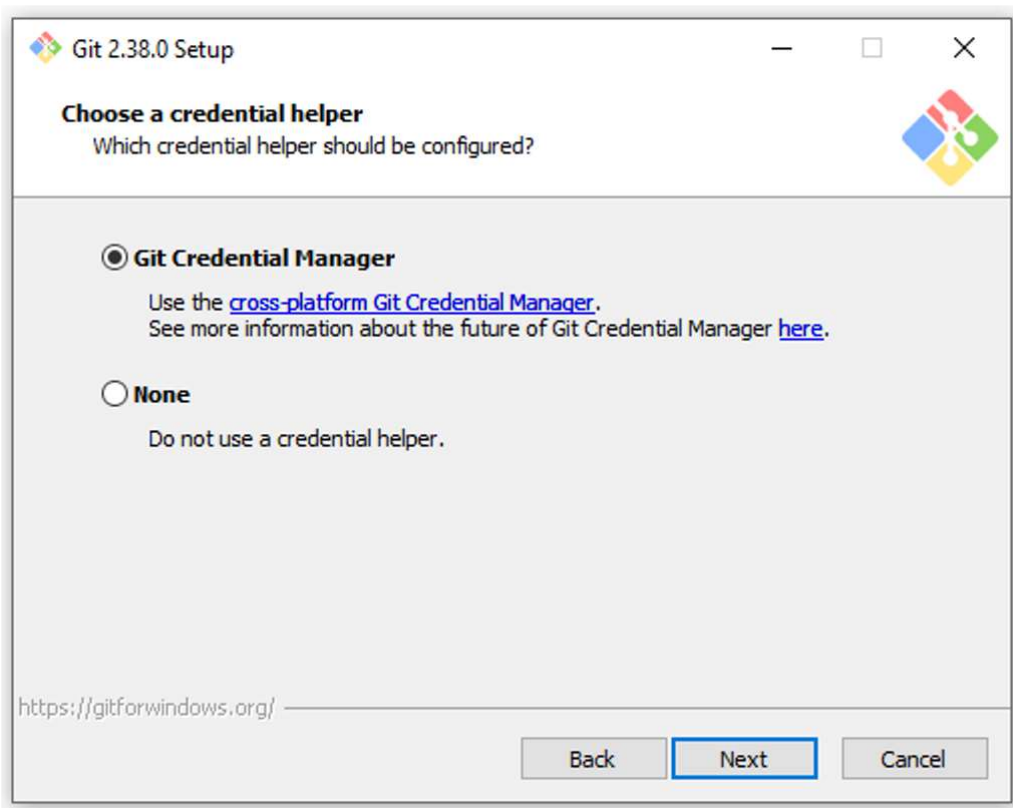 Git 2.38.0 Setup
Choose a credential helper
Which credential helper should be configured?
Git Credential Manager
Use the cross-platform Git Credential Manager.
See more information about the future of Git Credential Manager here.
None
Do not use a credential helper.
https://gitforwindows.org/
Back Next Cancel